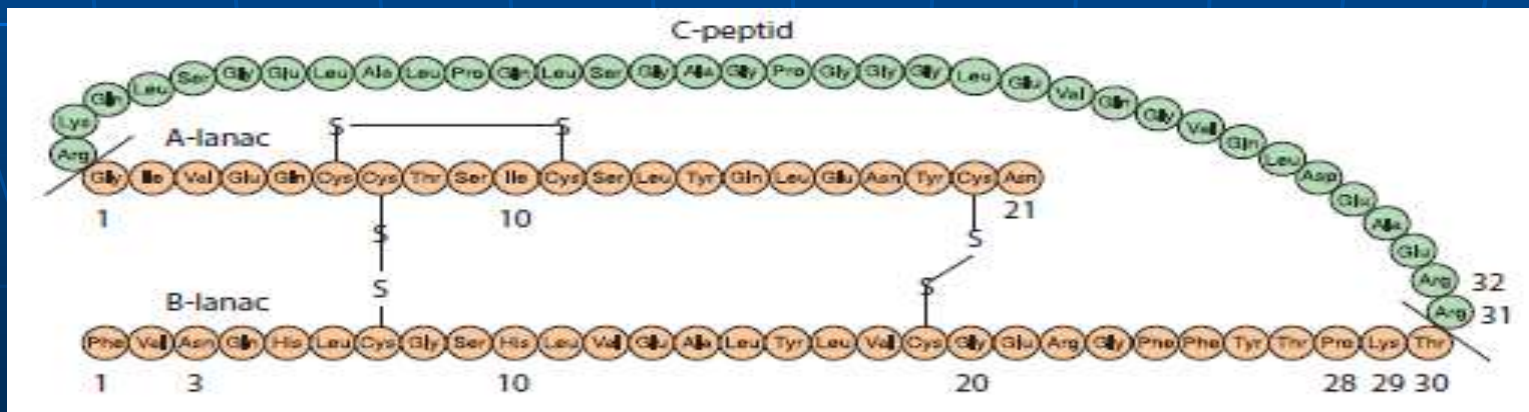 C-peptid
Arg Lys Gln Leu Ser Gly Glu Leu Ala Leu Pro Gln Leu Ser Gly Ala Gly Pro Gly Gly Gly Leu Glu Val Gln Gly Val Gln Leu Asp Glu Ala Glu Arg Arg
32
31
A-lanac
S S
Gly Ile Val Glu Gln Cys Cys Thr Ser Ile Cys Ser Leu Tyr Gln Leu Glu Asn Tyr Cys Asn
1 10 21
S S
S S
B-lanac
Phe Val Asn Gln His Leu Cys Gly Ser His Leu Val Glu Ala Leu Tyr Leu Val Cys Gly Glu Arg Gly Phe Phe Tyr Thr Pro Lys Thr
1 3 10 20 28 29 30